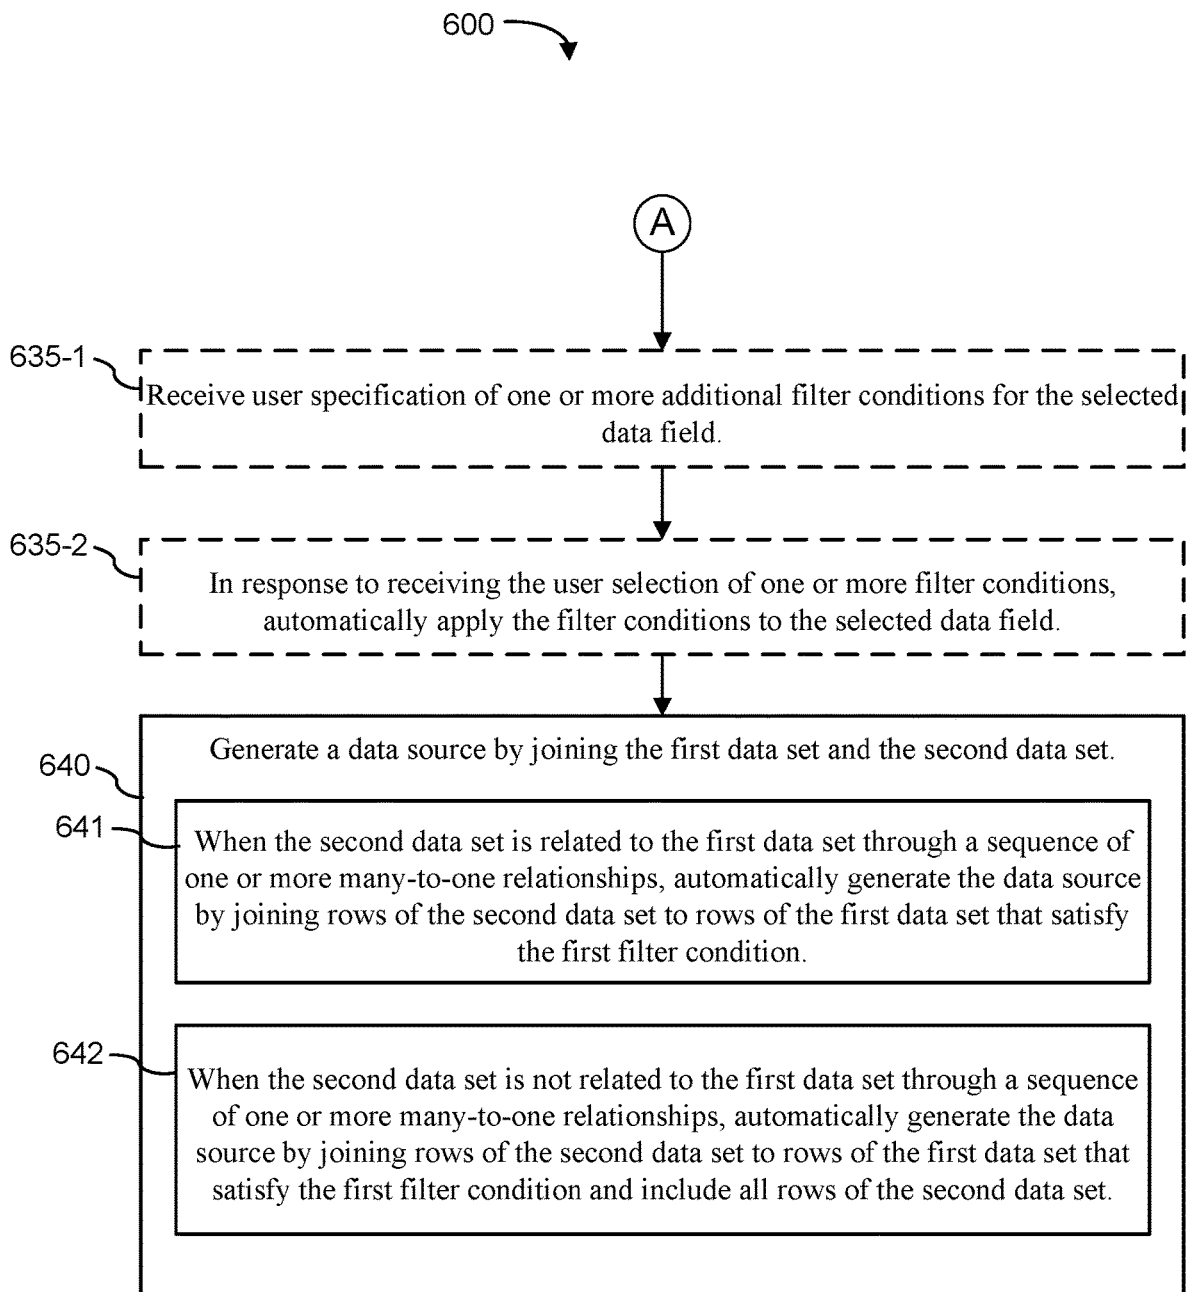 600
A
635-1
Receive user specification of one or more additional filter conditions for the selected
data field.
635-2
In response to receiving the user selection of one or more filter conditions,
automatically apply the filter conditions to the selected data field.
640
Generate a data source by joining the first data set and the second data set.
641
When the second data set is related to the first data set through a sequence of
one or more many-to-one relationships, automatically generate the data source
by joining rows of the second data set to rows of the first data set that satisfy
the first filter condition.
642
When the second data set is not related to the first data set through a sequence
of one or more many-to-one relationships, automatically generate the data
source by joining rows of the second data set to rows of the first data set that
satisfy the first filter condition and include all rows of the second data set.